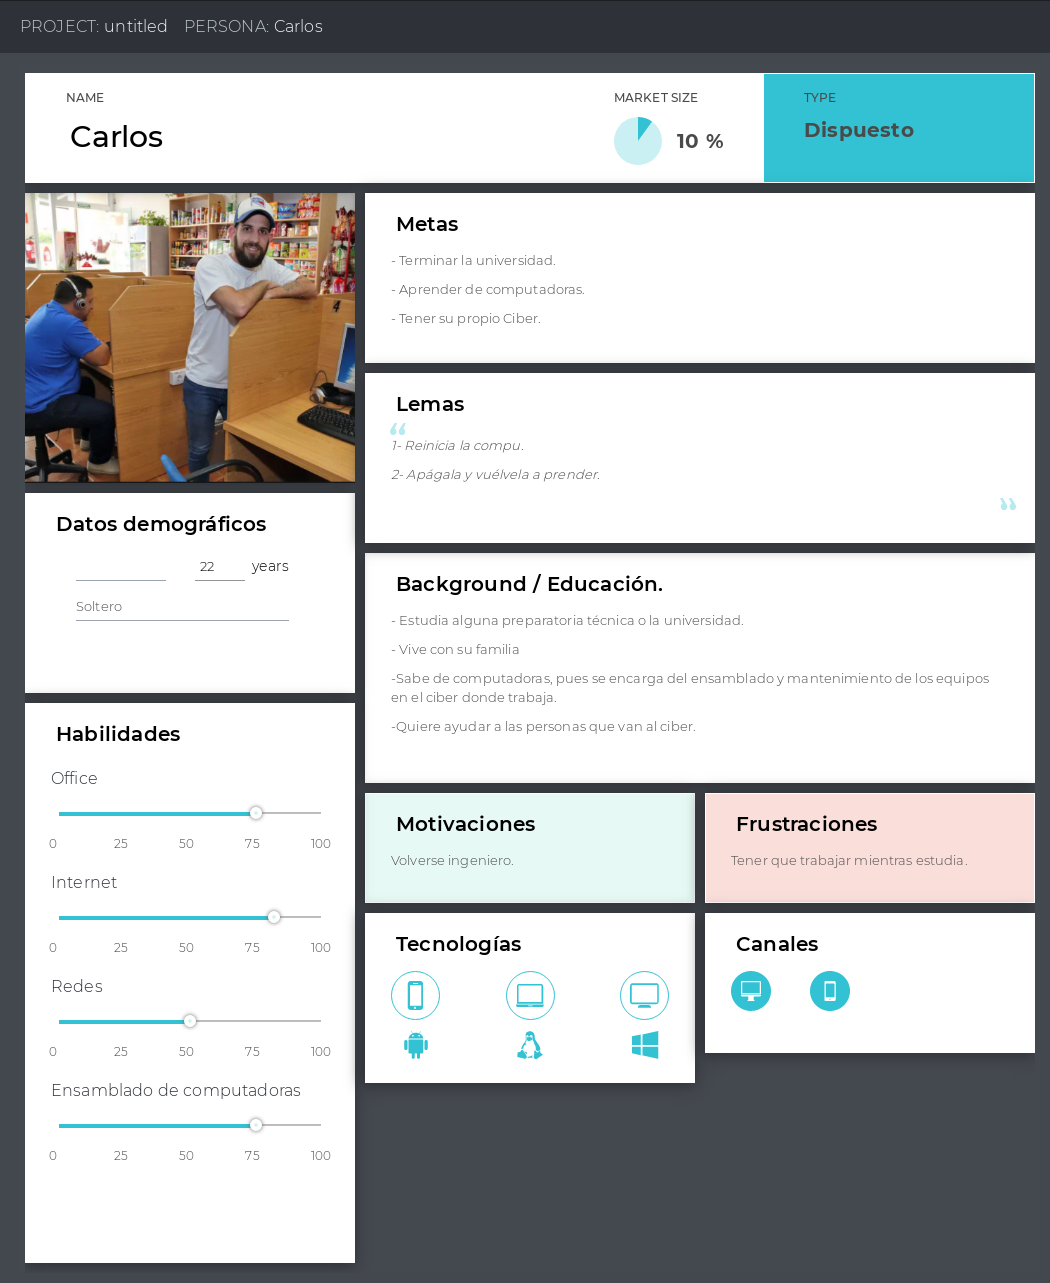 PROJECT: untitled PERSONA: Carlos
NAME
Carlos
MARKET SIZE
10 %
TYPE
Dispuesto
4
Metas
- Terminar la universidad.
- Aprender de computadoras.
- Tener su propio Ciber.
Lemas
“
1- Reinicia la compu.
2- Apágala y vuélvela a prender.
”
Datos demográficos
22 years
Soltero
Background / Educación.
- Estudia alguna preparatoria técnica o la universidad.
- Vive con su familia
-Sabe de computadoras, pues se encarga del ensamblado y mantenimiento de los equipos
en el ciber donde trabaja.
-Quiere ayudar a las personas que van al ciber.
Habilidades
Office
0 25 50 75 100
Internet
0 25 50 75 100
Redes
0 25 50 75 100
Ensamblado de computadoras
0 25 50 75 100
Motivaciones
Volverse ingeniero.
Frustraciones
Tener que trabajar mientras estudia.
Tecnologías
Canales